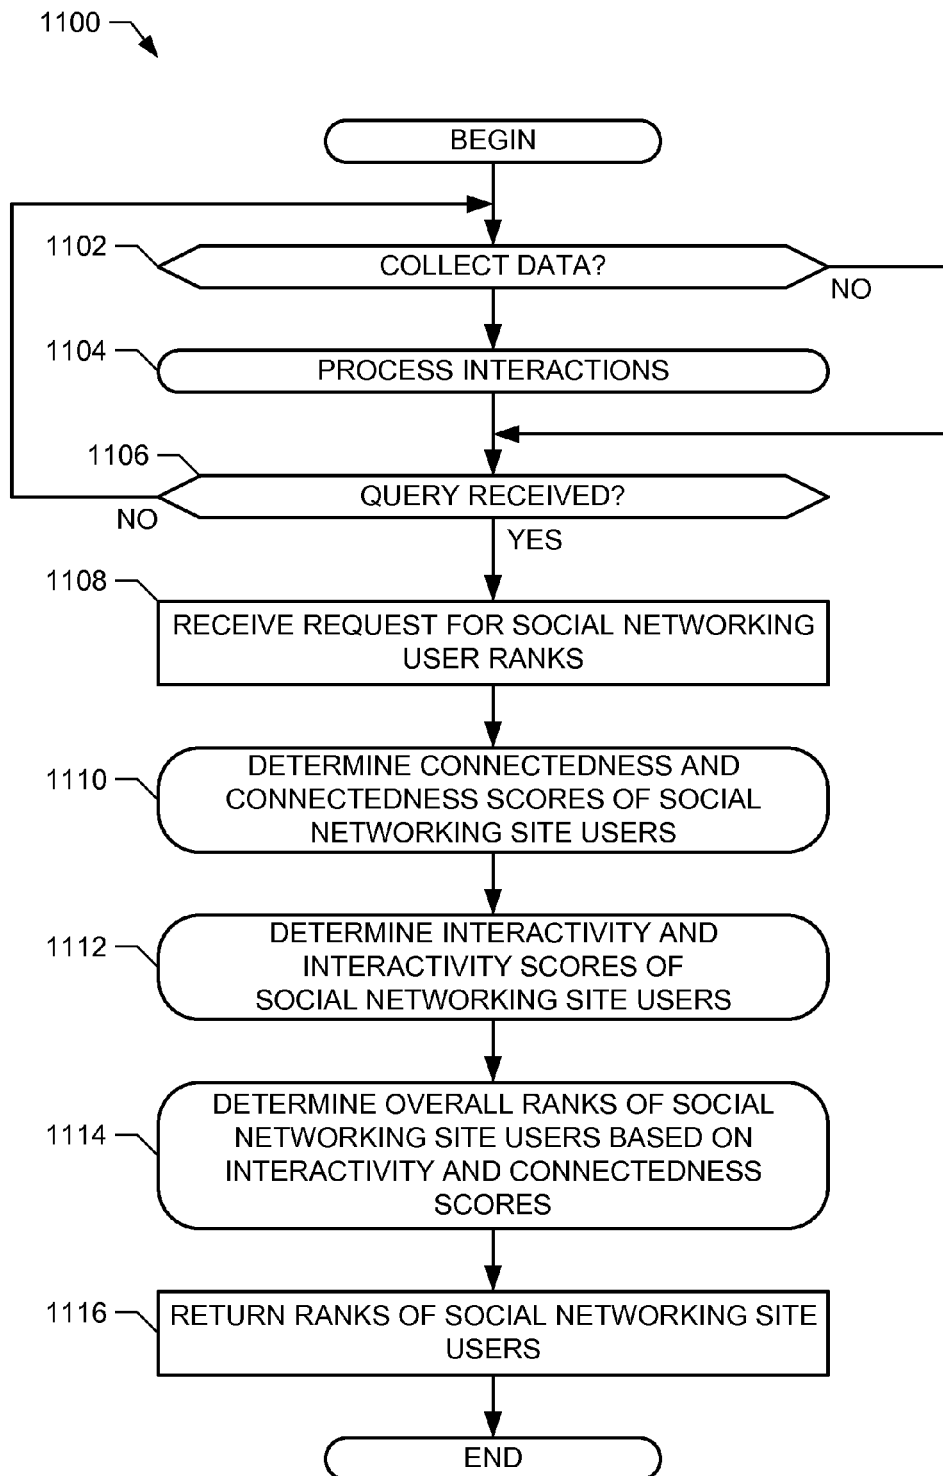 1100
BEGIN
1102
COLLECT DATA?
NO
1104
PROCESS INTERACTIONS
1106
QUERY RECEIVED?
NO
YES
1108
RECEIVE REQUEST FOR SOCIAL NETWORKING
USER RANKS
1110
DETERMINE CONNECTEDNESS AND
CONNECTEDNESS SCORES OF SOCIAL
NETWORKING SITE USERS
1112
DETERMINE INTERACTIVITY AND
INTERACTIVITY SCORES OF
SOCIAL NETWORKING SITE USERS
1114
DETERMINE OVERALL RANKS OF SOCIAL
NETWORKING SITE USERS BASED ON
INTERACTIVITY AND CONNECTEDNESS
SCORES
1116
RETURN RANKS OF SOCIAL NETWORKING SITE
USERS
END